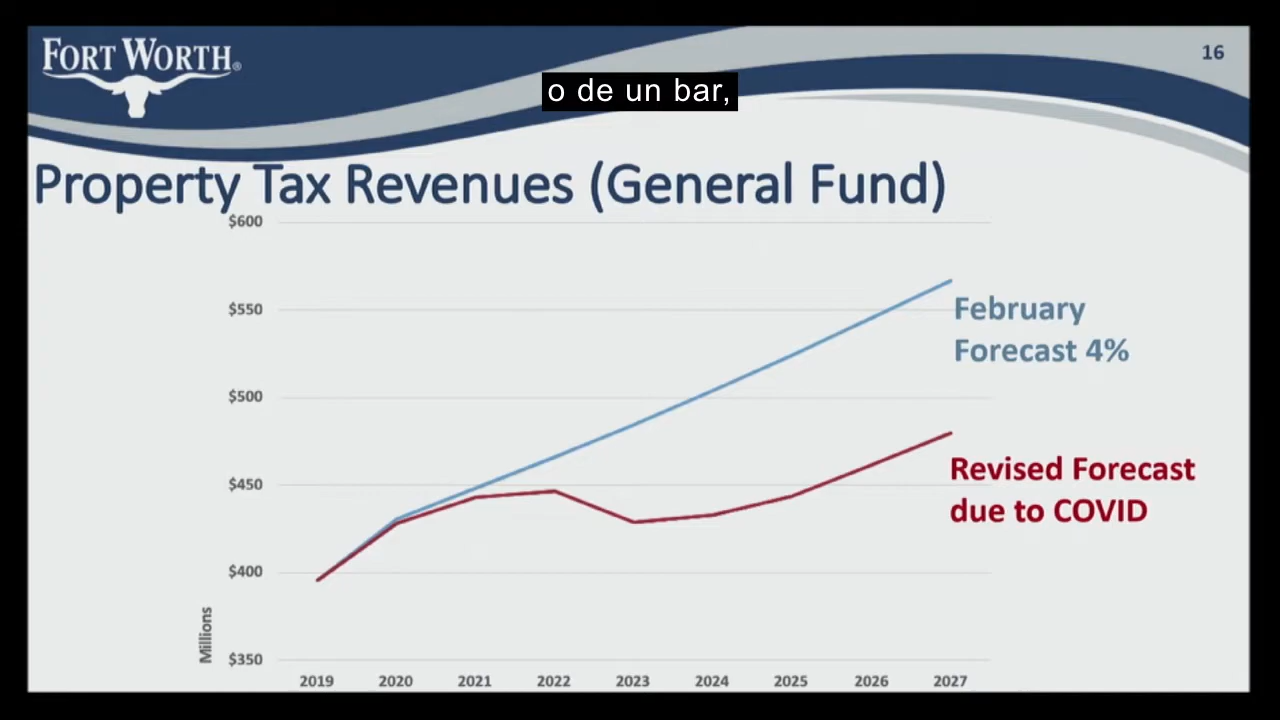 FORT WORTH®
16
o de un bar,
Property Tax Revenues (General Fund)
$600
$550
$500
$450
$400
$350
Millions
February
Forecast 4%
Revised Forecast
due to COVID
2019 2020 2021 2022 2023 2024 2025 2026 2027